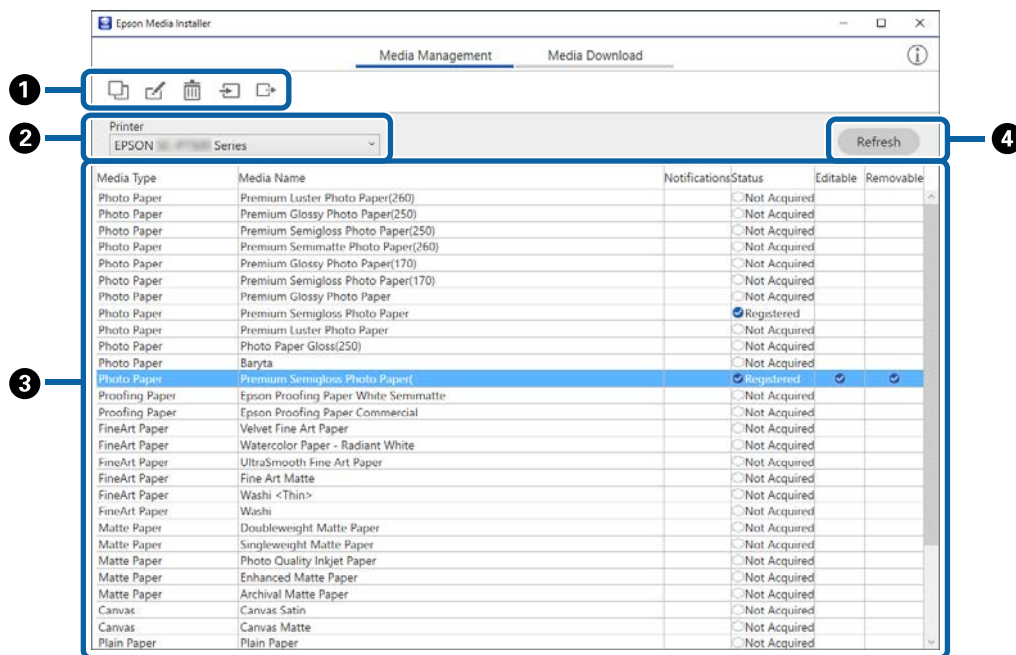 Epson Media Installer
Media Management Media Download
1
2
Printer
EPSON Series
Refresh
4
3
Media Type Media Name Notifications Status Editable Removable
Photo Paper Premium Luster Photo Paper(260) Not Acquired
Photo Paper Premium Glossy Photo Paper(250) Not Acquired
Photo Paper Premium Semigloss Photo Paper(250) Not Acquired
Photo Paper Premium Semimatte Photo Paper(260) Not Acquired
Photo Paper Premium Glossy Photo Paper(170) Not Acquired
Photo Paper Premium Semigloss Photo Paper(170) Not Acquired
Photo Paper Premium Glossy Photo Paper Not Acquired
Photo Paper Premium Semigloss Photo Paper Registered
Photo Paper Premium Luster Photo Paper Not Acquired
Photo Paper Photo Paper Gloss(250) Not Acquired
Photo Paper Baryta Not Acquired
Photo Paper Premium Semigloss Photo Paper( Registered
Proofing Paper Epson Proofing Paper White Semimatte Not Acquired
Proofing Paper Epson Proofing Paper Commercial Not Acquired
FineArt Paper Velvet Fine Art Paper Not Acquired
FineArt Paper Watercolor Paper - Radiant White Not Acquired
FineArt Paper UltraSmooth Fine Art Paper Not Acquired
FineArt Paper Fine Art Matte Not Acquired
FineArt Paper Washi <Thin> Not Acquired
FineArt Paper Washi Not Acquired
Matte Paper Doubleweight Matte Paper Not Acquired
Matte Paper Singleweight Matte Paper Not Acquired
Matte Paper Photo Quality Inkjet Paper Not Acquired
Matte Paper Enhanced Matte Paper Not Acquired
Matte Paper Archival Matte Paper Not Acquired
Canvas Canvas Satin Not Acquired
Canvas Canvas Matte Not Acquired
Plain Paper Plain Paper Not Acquired